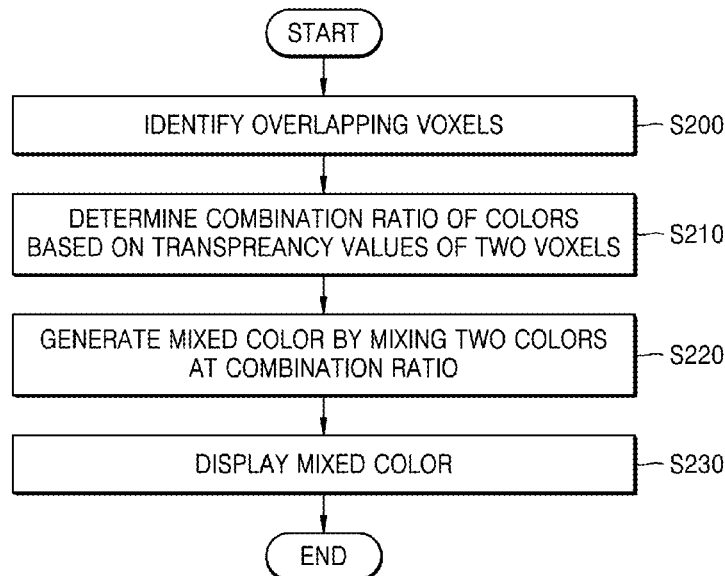 START
IDENTIFY OVERLAPPING VOXELS
S200
DETERMINE COMBINATION RATIO OF COLORS
BASED ON TRANSPREANCY VALUES OF TWO VOXELS
S210
GENERATE MIXED COLOR BY MIXING TWO COLORS
AT COMBINATION RATIO
S220
DISPLAY MIXED COLOR
S230
END